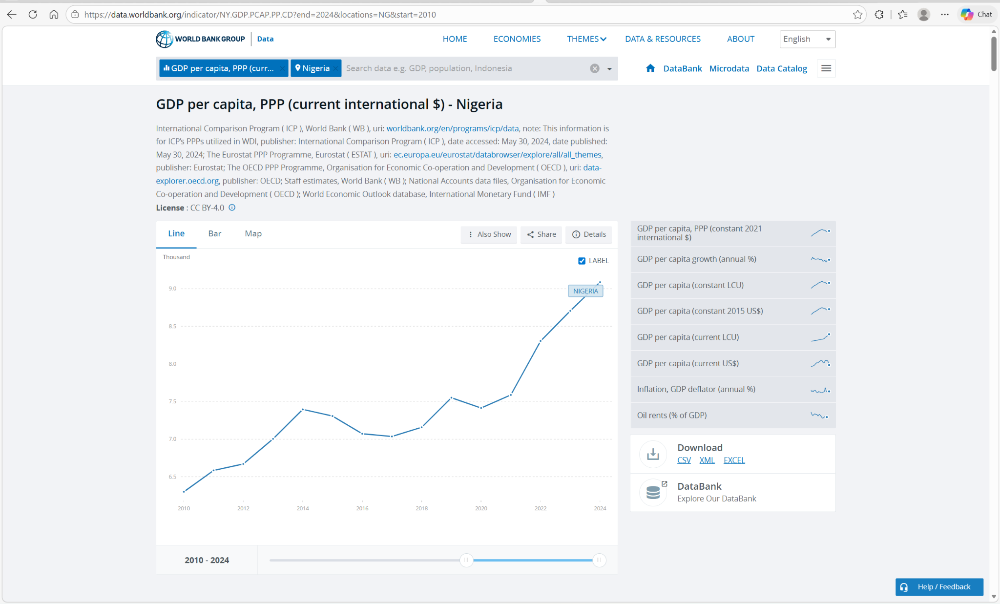 https://data.worldbank.org/indicator/NY.GDP.PCAP.PP.CD?end=2024&locations=NG&start=2010
Chat
WORLD BANK GROUP
Data
HOME
ECONOMIES
THEMES
DATA & RESOURCES
ABOUT
English
GDP per capita, PPP (curr... ×
Nigeria ×
Search data e.g. GDP, population, Indonesia
DataBank
Microdata
Data Catalog
GDP per capita, PPP (current international $) - Nigeria
International Comparison Program ( ICP ), World Bank ( WB ), uri: worldbank.org/en/programs/icp/data, note: This information is
for ICP's PPPs utilized in WDI, publisher: International Comparison Program ( ICP ), date accessed: May 30, 2024, date published:
May 30, 2024; The Eurostat PPP Programme, Eurostat ( ESTAT ), uri: ec.europa.eu/eurostat/databrowser/explore/all/all_themes,
publisher: Eurostat; The OECD PPP Programme, Organisation for Economic Co-operation and Development ( OECD ), uri: data-
explorer.oecd.org, publisher: OECD; Staff estimates, World Bank ( WB ); National Accounts data files, Organisation for Economic
Co-operation and Development ( OECD ); World Economic Outlook database, International Monetary Fund ( IMF )
License : CC BY-4.0
Line
Bar
Map
Also Show
Share
Details
Thousand
LABEL
9.0
8.5
8.0
7.5
7.0
6.5
NIGERIA
2010
2012
2014
2016
2018
2020
2022
2024
2010 - 2024
GDP per capita, PPP (constant 2021
international $)
GDP per capita growth (annual %)
GDP per capita (constant LCU)
GDP per capita (constant 2015 US$)
GDP per capita (current LCU)
GDP per capita (current US$)
Inflation, GDP deflator (annual %)
Oil rents (% of GDP)
Download
CSV XML EXCEL
DataBank
Explore Our DataBank
Help / Feedback